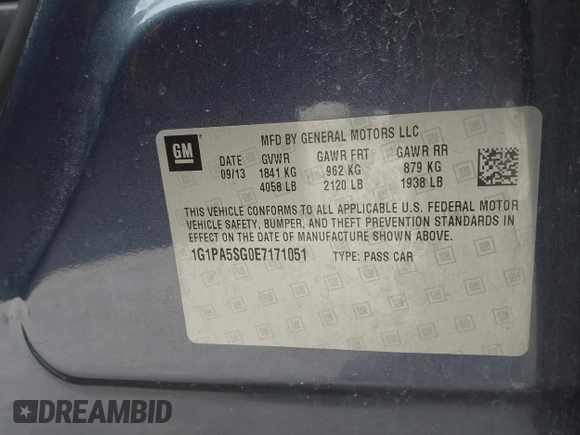 GM
MFD BY GENERAL MOTORS LLC
DATE GVWR GAWR FRT GAWR RR
09/13 1841 KG 962 KG 879 KG
4058 LB 2120 LB 1938 LB
THIS VEHICLE CONFORMS TO ALL APPLICABLE U.S. FEDERAL MOTOR
VEHICLE SAFETY, BUMPER, AND THEFT PREVENTION STANDARDS IN
EFFECT ON THE DATE OF MANUFACTURE SHOWN ABOVE.
1G1PA5SG0E7171051 TYPE: PASS CAR
DREAMBID